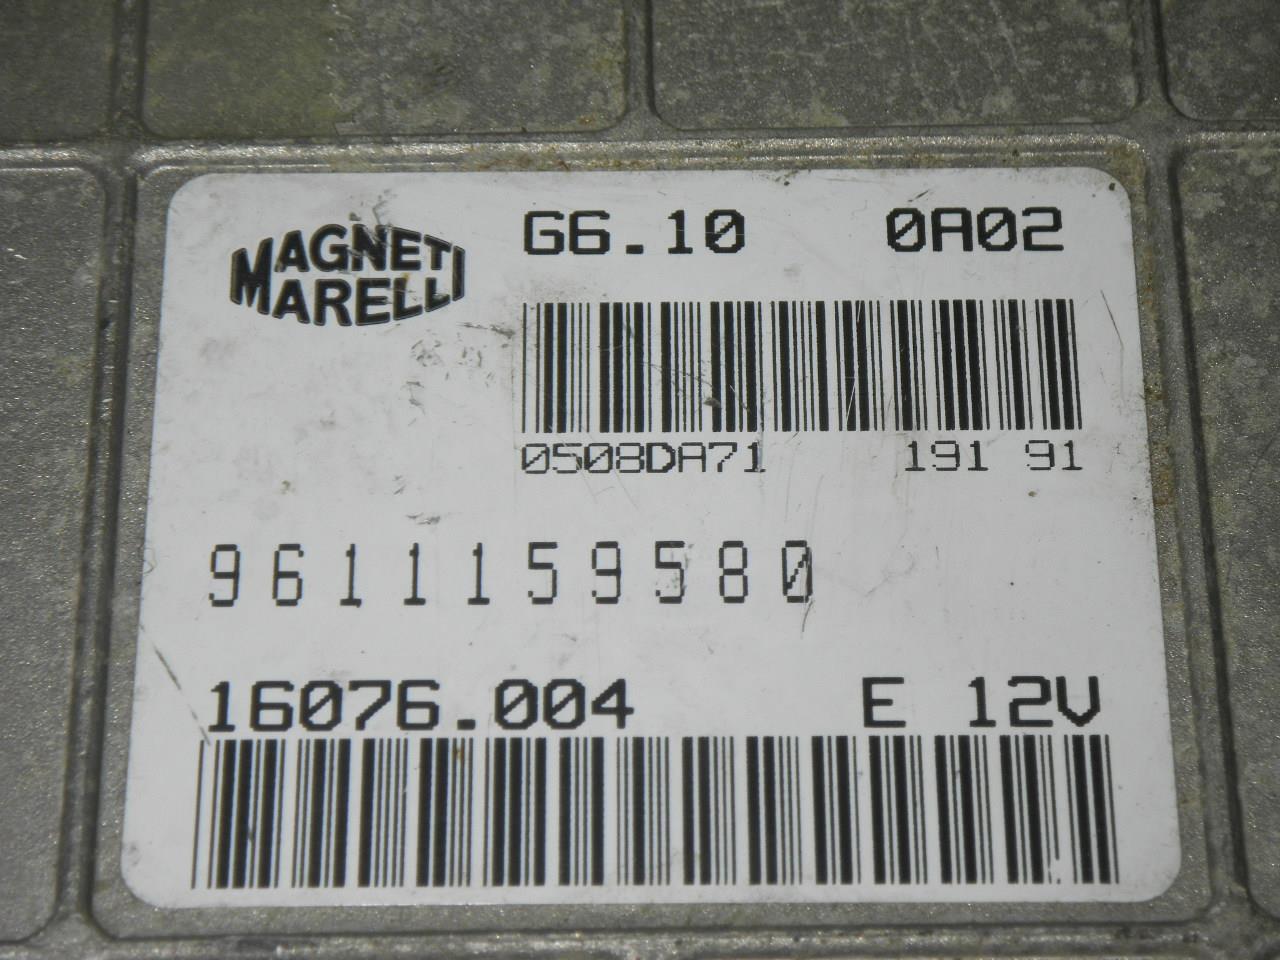 MAGNETI
MARELLI
G6.10 0A02
0508DA71 191 91
9611159580
16076.004 E 12V